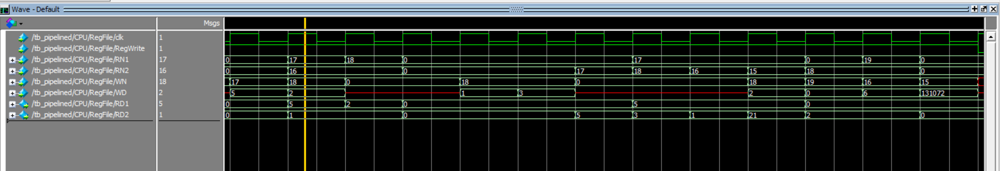 Wave - Default
Msgs
/tb_pipelined/CPU/RegFile/clk 1
/tb_pipelined/CPU/RegFile/RegWrite 1
/tb_pipelined/CPU/RegFile/RN1 17 0 17 18 0 17 0 19 0
/tb_pipelined/CPU/RegFile/RN2 16 0 16 0 17 18 16 15 18 0
/tb_pipelined/CPU/RegFile/WN 18 17 18 0 18 0 18 19 16 15
/tb_pipelined/CPU/RegFile/WD 2 5 2 1 3 2 0 6 131072
/tb_pipelined/CPU/RegFile/RD1 5 0 5 2 0 5 0
/tb_pipelined/CPU/RegFile/RD2 1 0 1 0 5 3 1 21 2 0